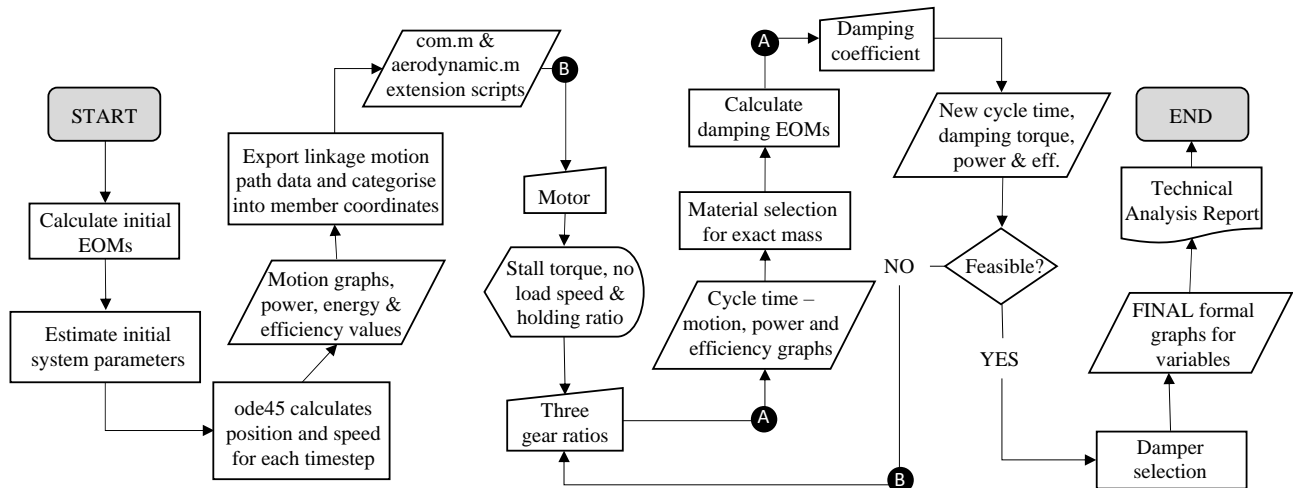 START
Calculate initial
EOMs
Estimate initial
system parameters
ode45 calculates
position and speed
for each timestep
Motion graphs,
power, energy &
efficiency values
Export linkage motion
path data and categorise
into member coordinates
com.m &
aerodynamic.m
extension scripts
B
Motor
Stall torque, no
load speed &
holding ratio
Three
gear ratios
A
Cycle time –
motion, power and
efficiency graphs
Material selection
for exact mass
Calculate
damping EOMs
A
Damping
coefficient
New cycle time,
damping torque,
power & eff.
Feasible?
NO
B
YES
Damper
selection
FINAL formal
graphs for
variables
Technical
Analysis Report
END